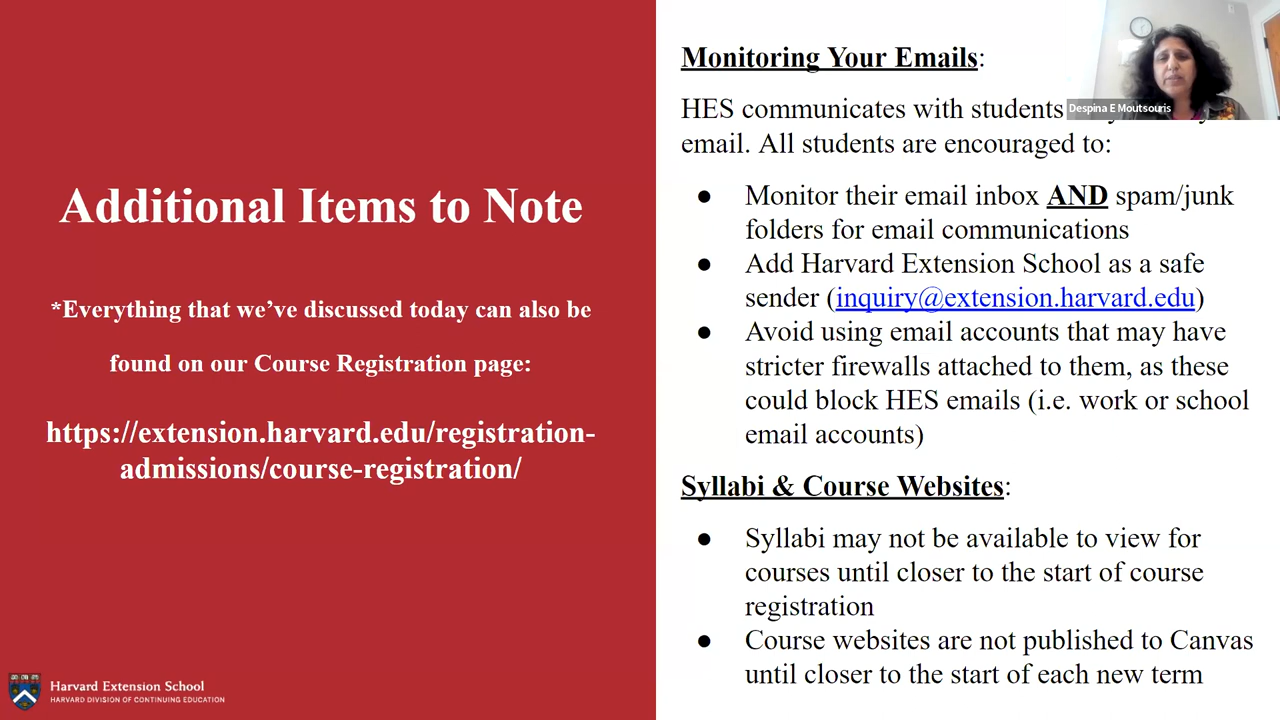 Additional Items to Note
*Everything that we've discussed today can also be
found on our Course Registration page:
https://extension.harvard.edu/registration-
admissions/course-registration/
Harvard Extension School
HARVARD DIVISION OF CONTINUING EDUCATION
Monitoring Your Emails:
HES communicates with students
email. All students are encouraged to:
● Monitor their email inbox AND spam/junk
folders for email communications
● Add Harvard Extension School as a safe
sender (inquiry@extension.harvard.edu)
● Avoid using email accounts that may have
stricter firewalls attached to them, as these
could block HES emails (i.e. work or school
email accounts)
Syllabi & Course Websites:
● Syllabi may not be available to view for
courses until closer to the start of course
registration
● Course websites are not published to Canvas
until closer to the start of each new term
Despina E Moutsouris